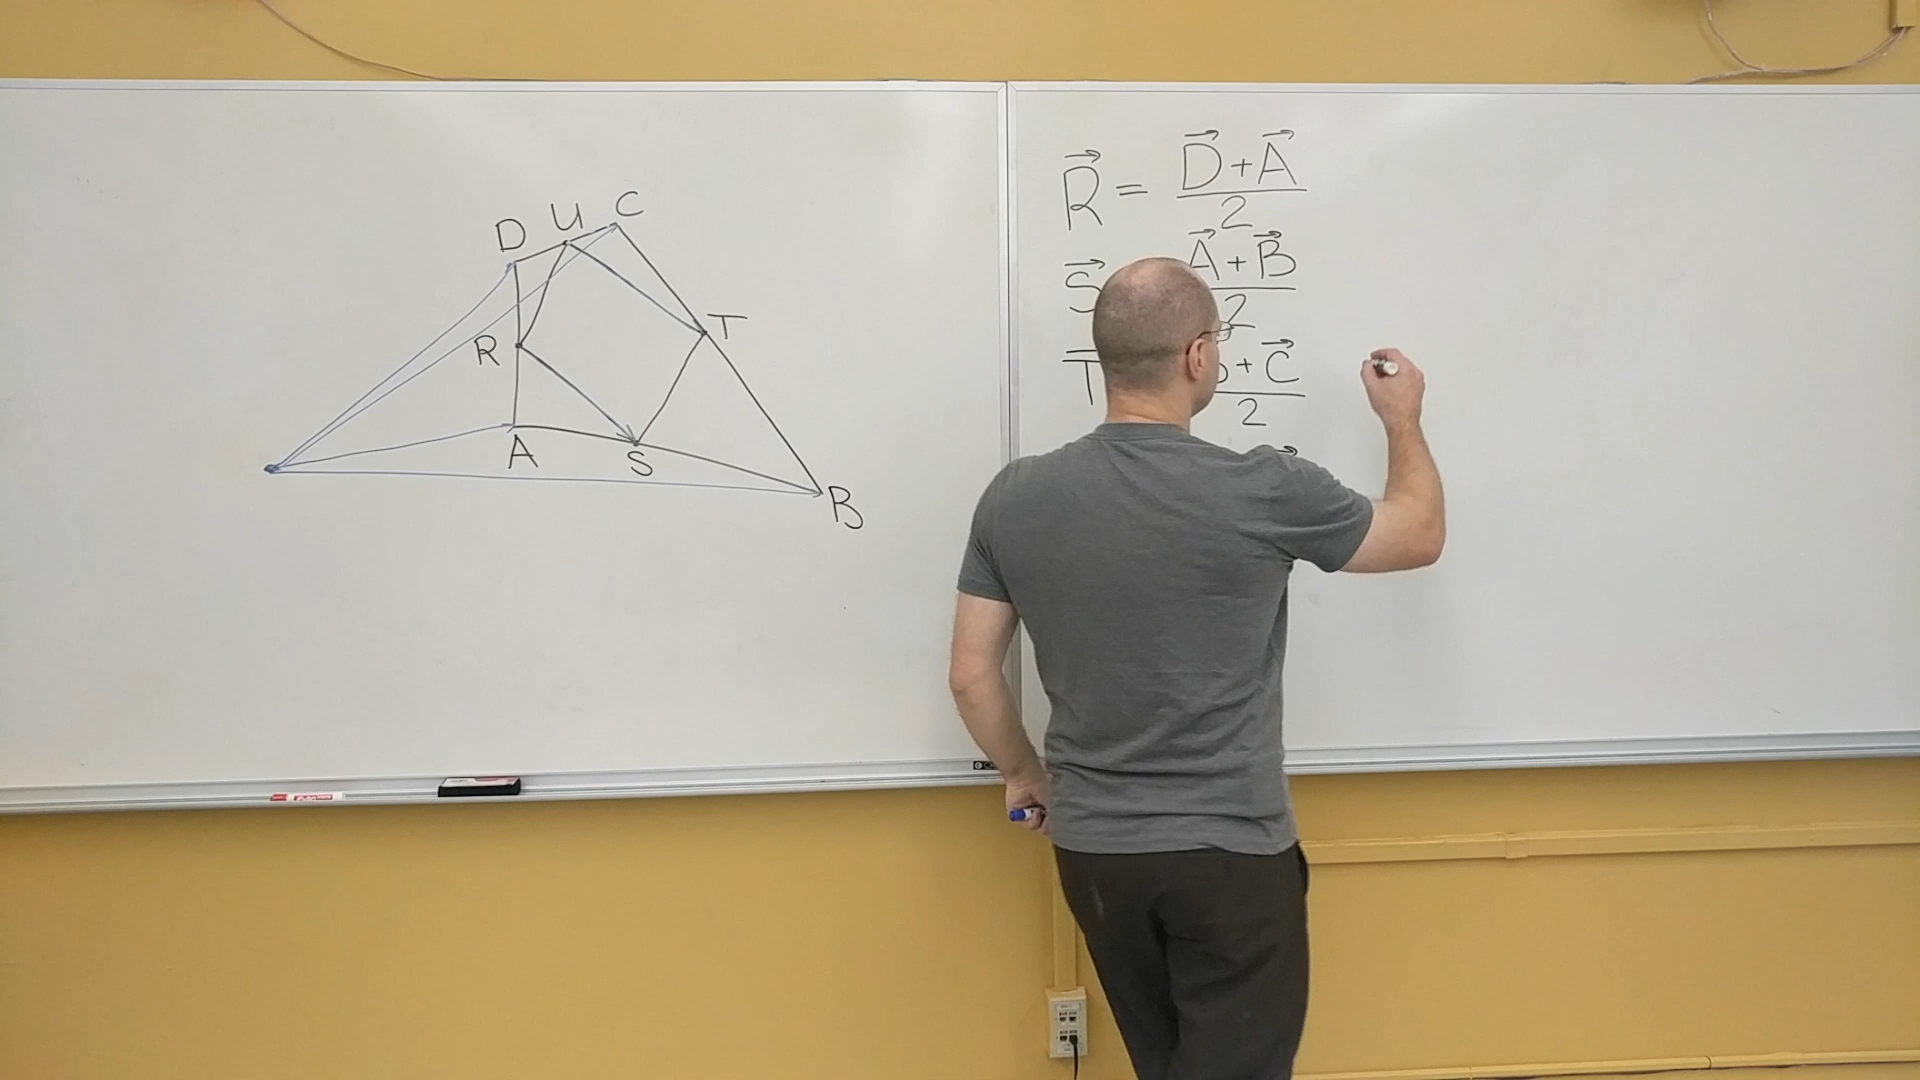 D U C
R T
A S B
R⃗ = (D⃗ + A⃗)/2
S⃗ A⃗ + B⃗ / 2
T + C⃗ / 2